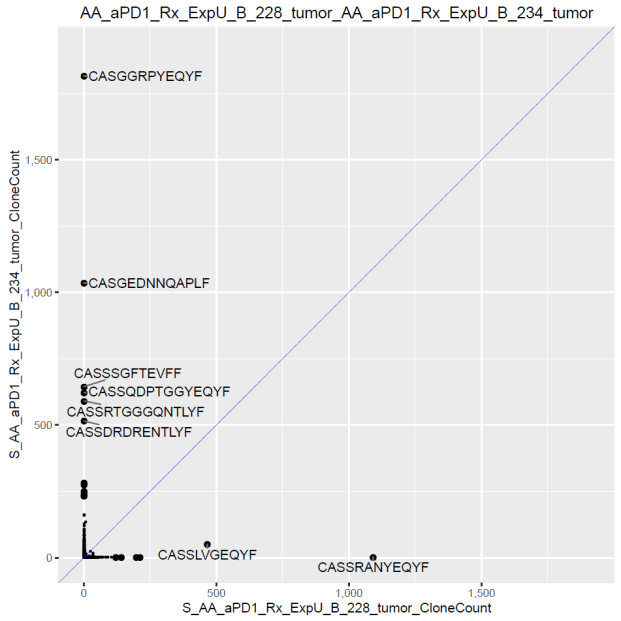 AA_aPD1_Rx_ExpU_B_228_tumor_AA_aPD1_Rx_ExpU_B_234_tumor
CASGGRPYEQYF
1,500
CASGEDNNQAPLF
1,000
CASSSGFTEVFF
CASSQDPTGGYEQYF
CASSRTGGGQNTLYF
500
CASSDRDRENTLYF
CASSLVGEQYF
0
CASSRANYEQYF
0
500
1,000
1,500
S_AA_aPD1_Rx_ExpU_B_228_tumor_CloneCount
S_AA_aPD1_Rx_ExpU_B_234_tumor_CloneCount